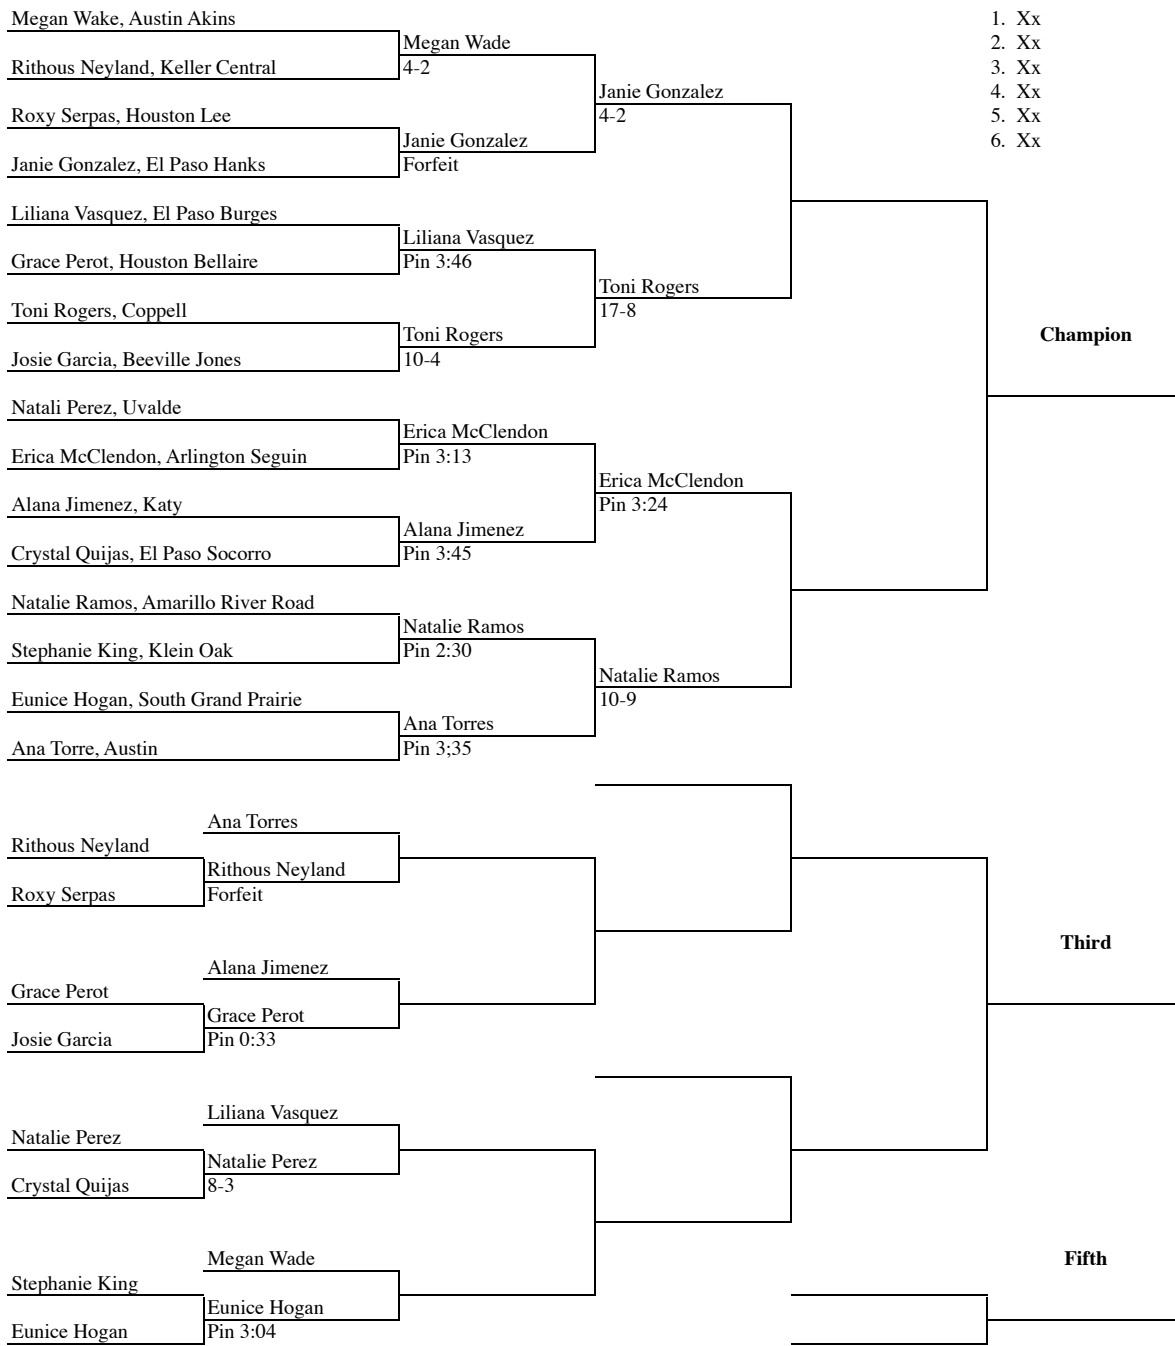 Megan Wake, Austin Akins
Rithous Neyland, Keller Central
Roxy Serpas, Houston Lee
Janie Gonzalez, El Paso Hanks
Liliana Vasquez, El Paso Burges
Grace Perot, Houston Bellaire
Toni Rogers, Coppell
Josie Garcia, Beeville Jones
Natali Perez, Uvalde
Erica McClendon, Arlington Seguin
Alana Jimenez, Katy
Crystal Quijas, El Paso Socorro
Natalie Ramos, Amarillo River Road
Stephanie King, Klein Oak
Eunice Hogan, South Grand Prairie
Ana Torre, Austin
Megan Wade
4-2
Janie Gonzalez
Forfeit
Liliana Vasquez
Pin 3:46
Toni Rogers
10-4
Erica McClendon
Pin 3:13
Alana Jimenez
Pin 3:45
Natalie Ramos
Pin 2:30
Ana Torres
Pin 3;35
Janie Gonzalez
4-2
Toni Rogers
17-8
Erica McClendon
Pin 3:24
Natalie Ramos
10-9
1. Xx
2. Xx
3. Xx
4. Xx
5. Xx
6. Xx
Champion
Rithous Neyland
Roxy Serpas
Grace Perot
Josie Garcia
Natalie Perez
Crystal Quijas
Stephanie King
Eunice Hogan
Ana Torres
Rithous Neyland
Forfeit
Alana Jimenez
Grace Perot
Pin 0:33
Liliana Vasquez
Natalie Perez
8-3
Megan Wade
Eunice Hogan
Pin 3:04
Third
Fifth